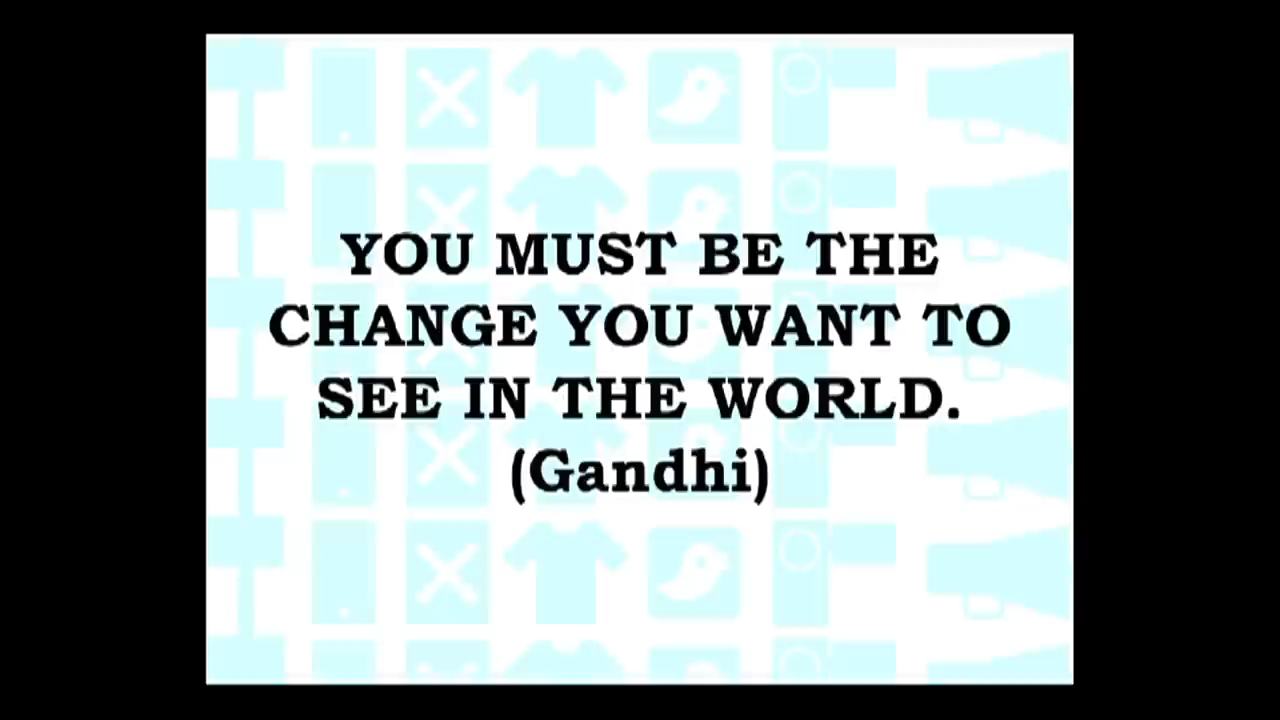 YOU MUST BE THE
CHANGE YOU WANT TO
SEE IN THE WORLD.
(Gandhi)